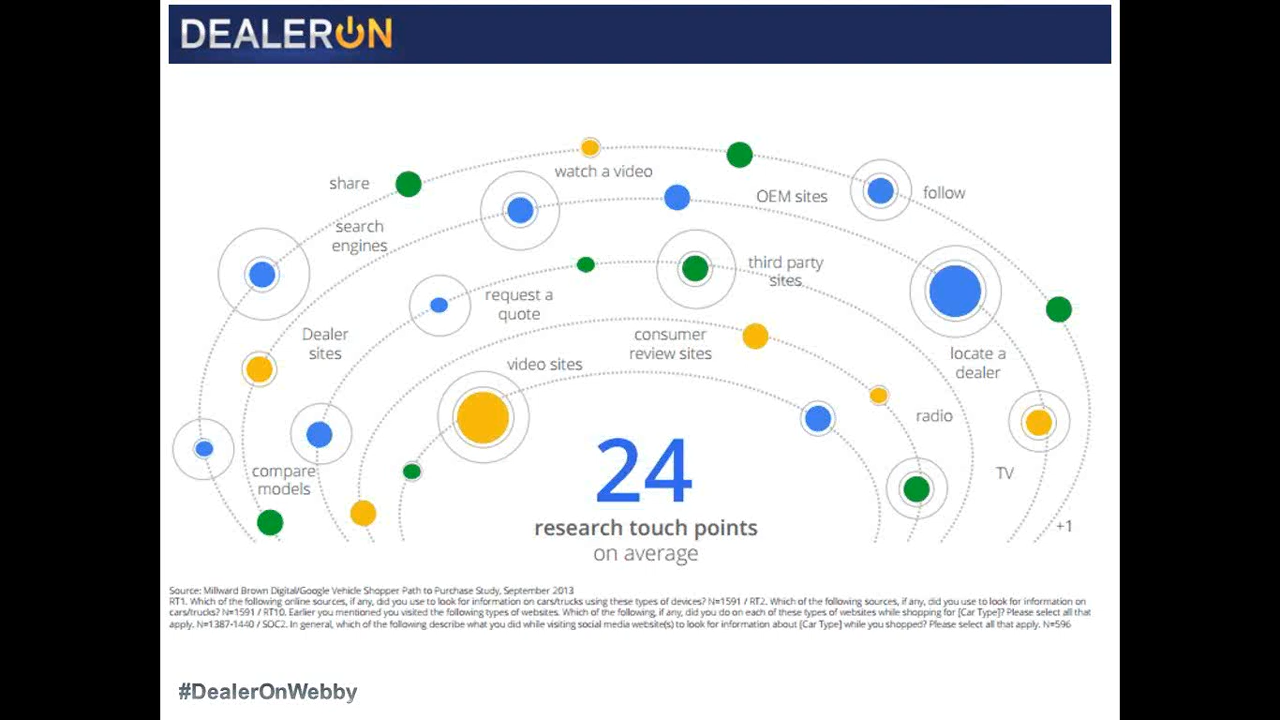 DEALERON
watch a video
share
OEM sites
follow
search
engines
third party
sites
request a
quote
Dealer
sites
consumer
review sites
video sites
locate a
dealer
radio
compare
models
TV
24
research touch points
on average
+1
Source: Millward Brown Digital/Google Vehicle Shopper Path to Purchase Study, September 2013
RT1. Which of the following online sources, if any, did you use to look for information on cars/trucks using these types of devices? N=1591 / RT2. Which of the following sources, if any, did you use to look for information on
cars/trucks? N=1591 / RT10. Earlier you mentioned you visited the following types of websites. Which of the following, if any, did you do on each of these types of websites while shopping for [Car Type]? Please select all that
apply. N=1387-1440 / SOC2. In general, which of the following describe what you did while visiting social media website(s) to look for information about [Car Type] while you shopped? Please select all that apply. N=596
#DealerOnWebby